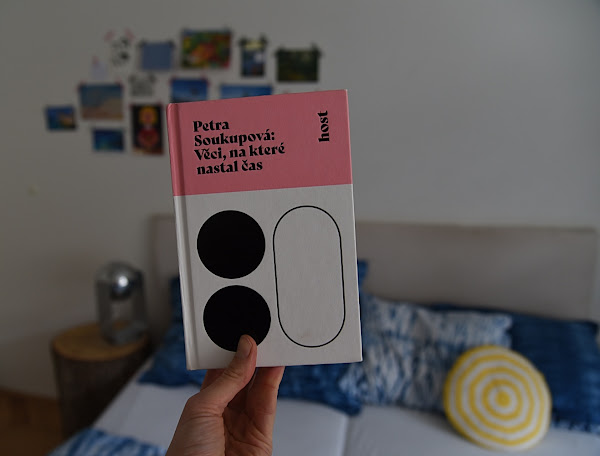 Petra
Soukupová:
Věci, na které
nastal čas
host